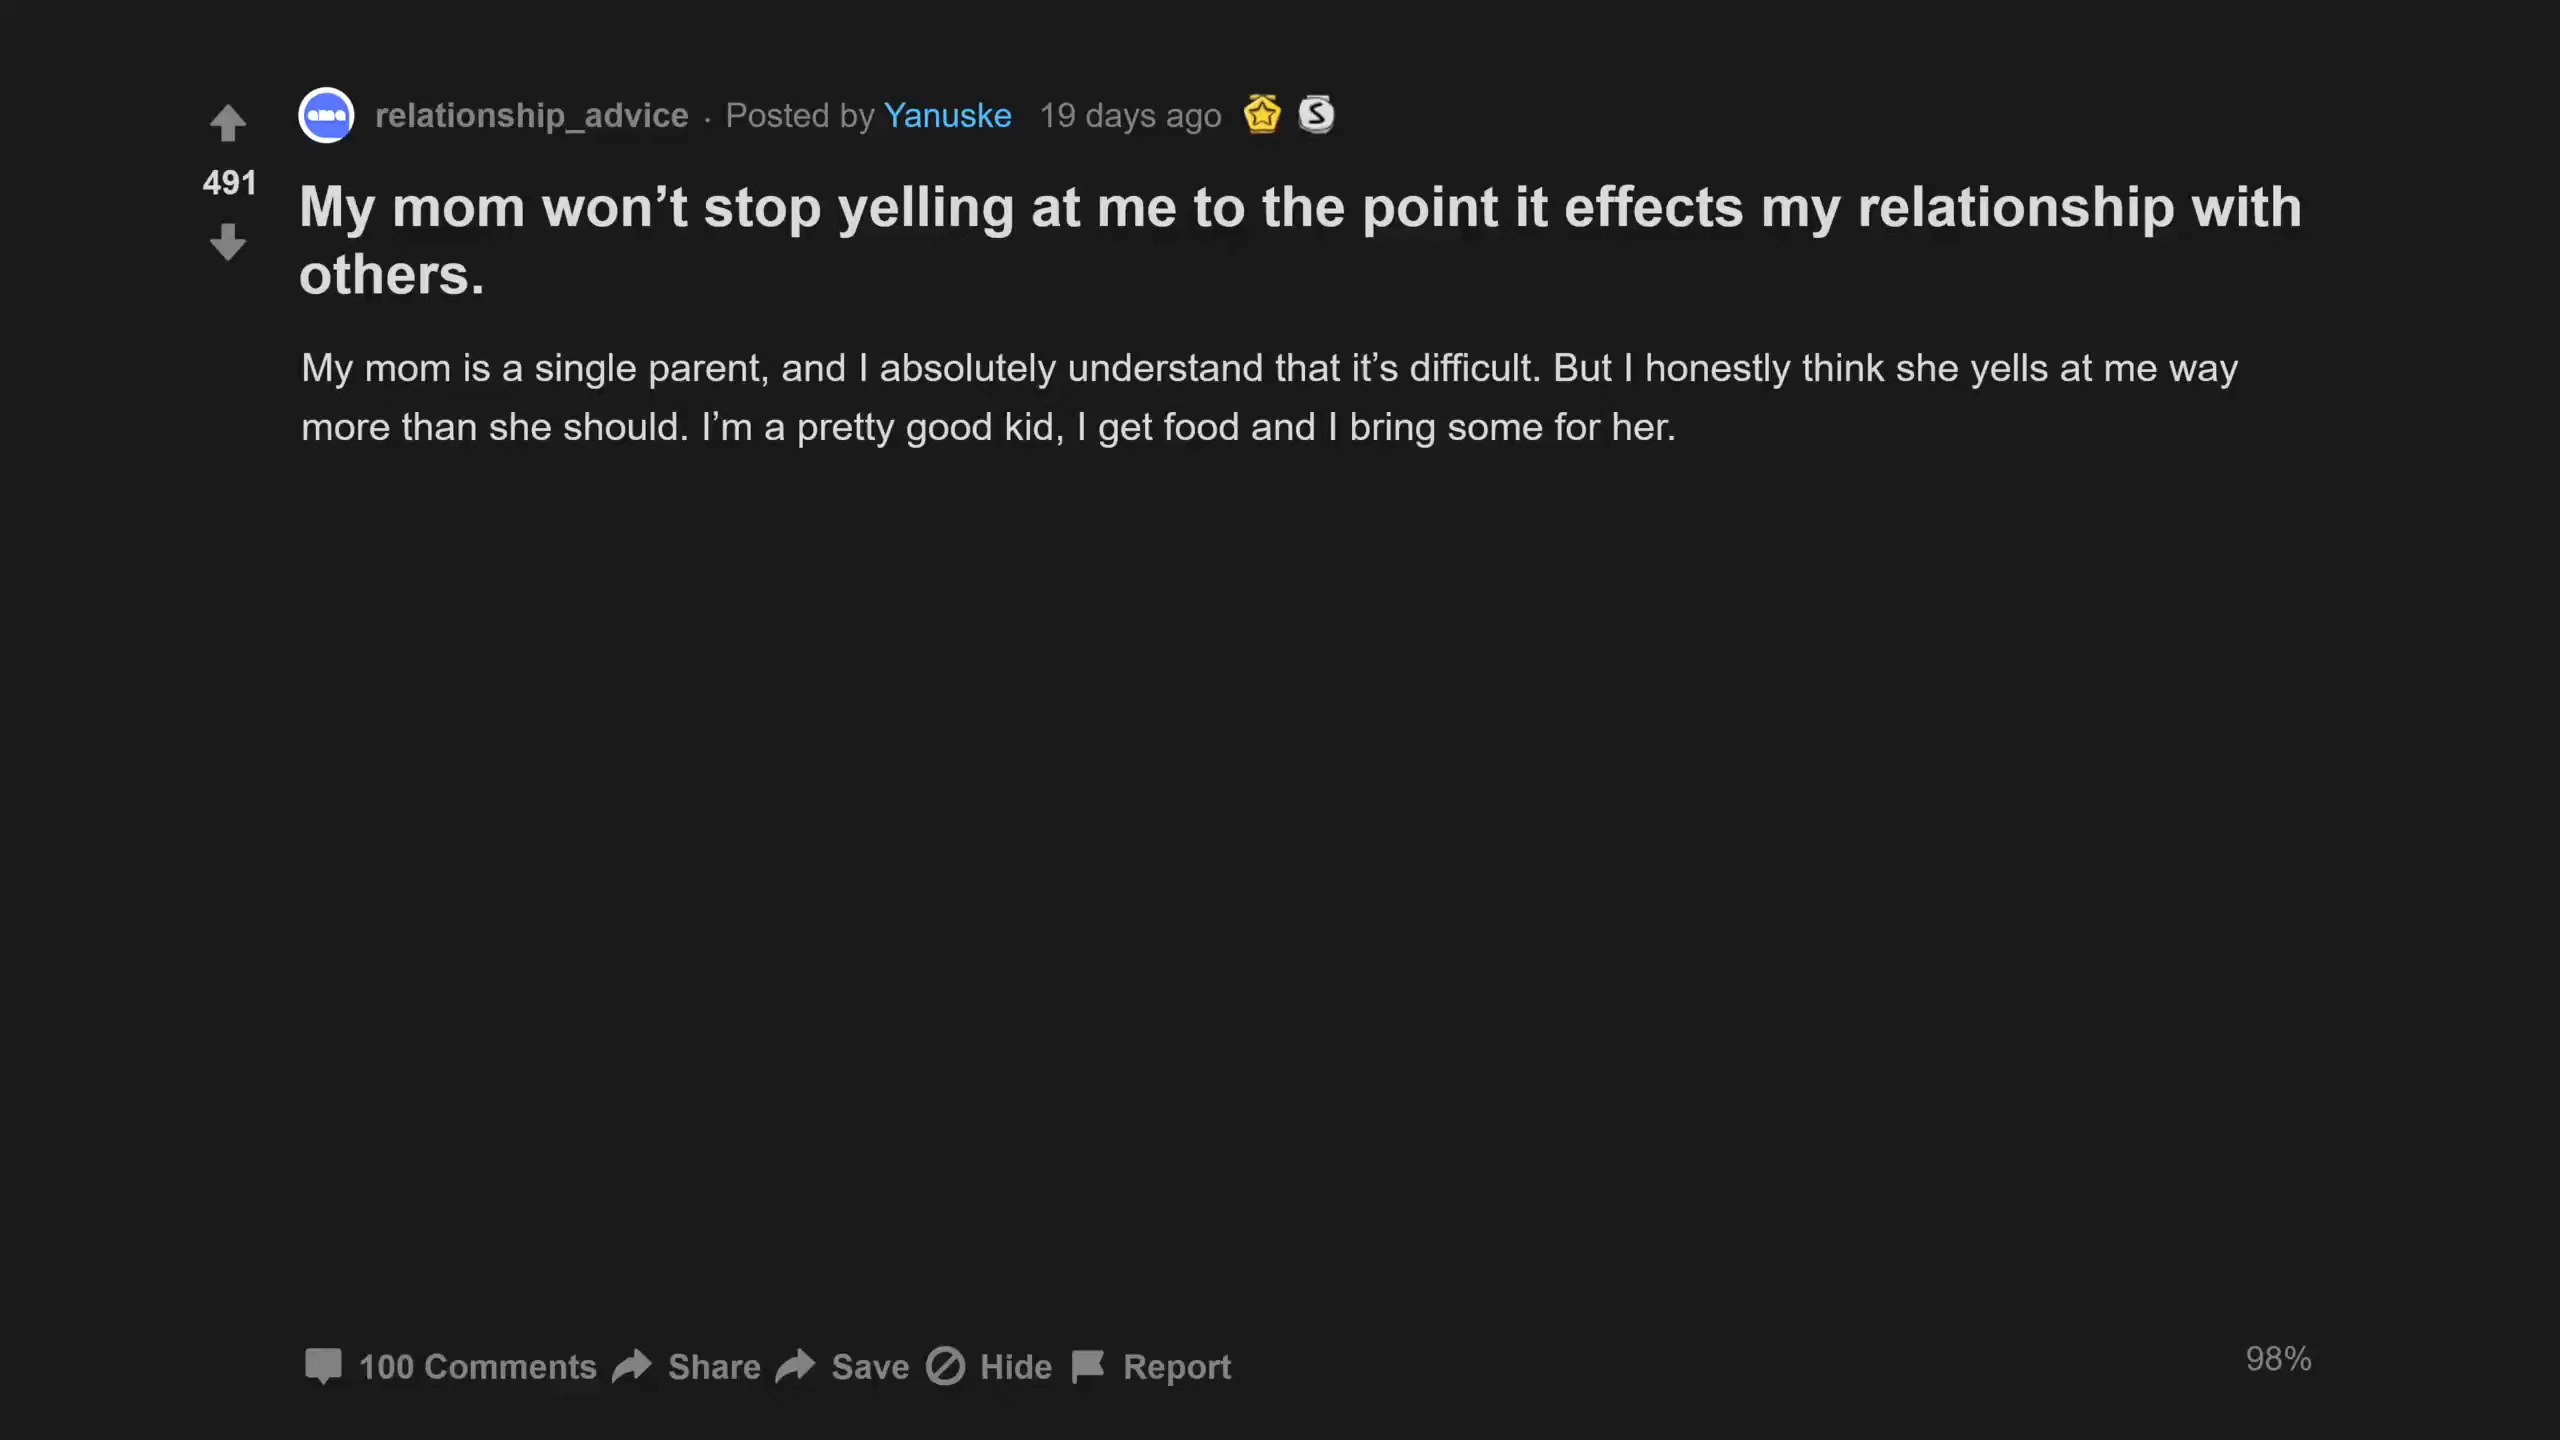 relationship_advice · Posted by Yanuske 19 days ago
491
My mom won’t stop yelling at me to the point it effects my relationship with
others.
My mom is a single parent, and I absolutely understand that it’s difficult. But I honestly think she yells at me way
more than she should. I’m a pretty good kid, I get food and I bring some for her.
100 Comments Share Save Hide Report
98%